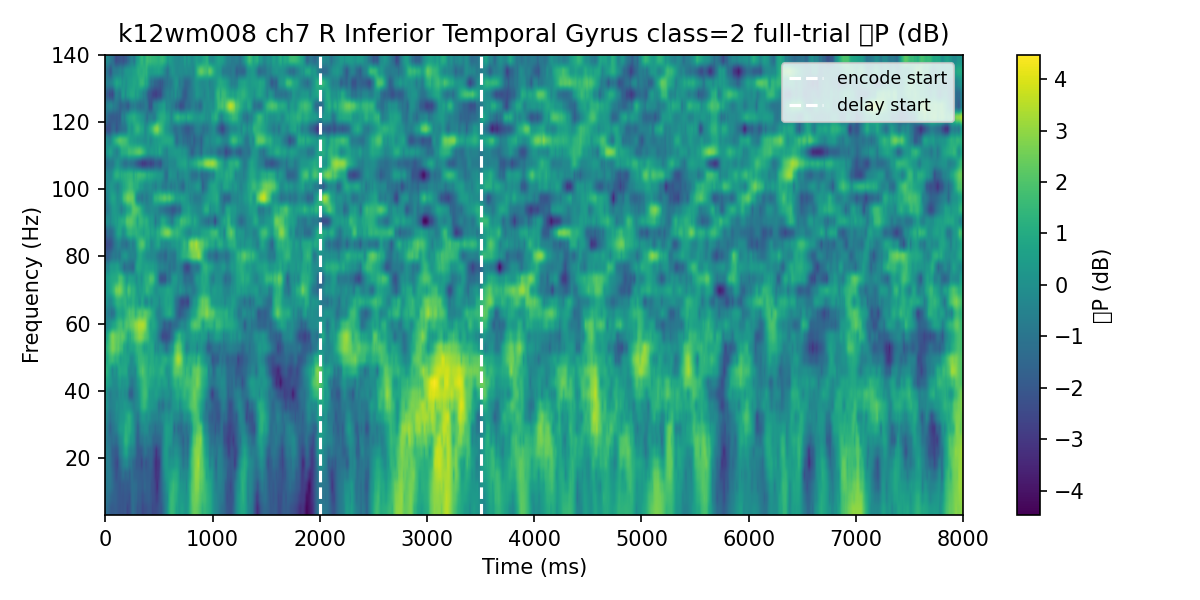 k12wm008 ch7 R Inferior Temporal Gyrus class=2 full-trial ▯P (dB)
encode start
delay start
Frequency (Hz)
140
120
100
80
60
40
20
0 1000 2000 3000 4000 5000 6000 7000 8000
Time (ms)
4
3
2
1
0
−1
−2
−3
−4
▯P (dB)